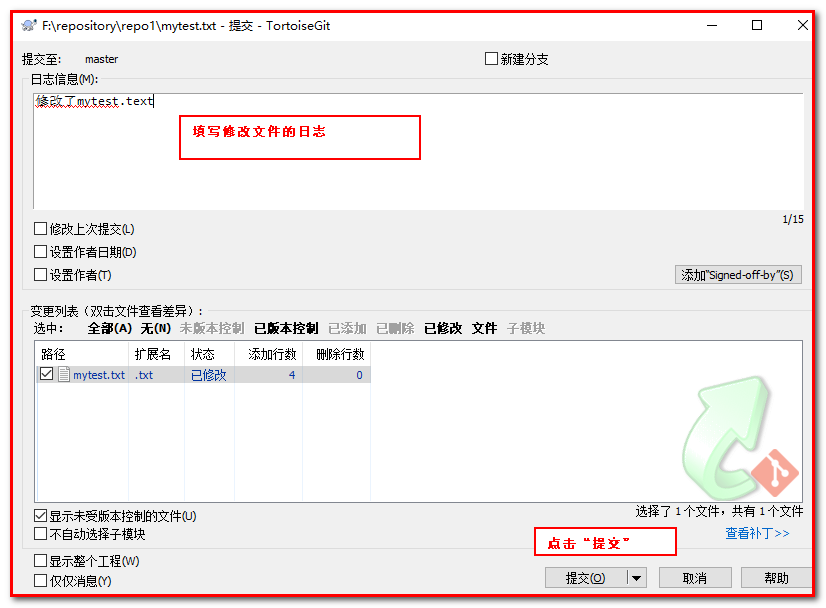 F:\repository\repo1\mytest.txt - 提交 - TortoiseGit
提交至: master 新建分支
日志信息(M):
修改了mytest.text
填写修改文件的日志
1/15
修改上次提交(L)
设置作者日期(D)
设置作者(T) 添加"Signed-off-by"(S)
变更列表（双击文件查看差异）:
选中: 全部(A) 无(N) 未版本控制 已版本控制 已添加 已删除 已修改 文件 子模块
路径 扩展名 状态 添加行数 删除行数
mytest.txt .txt 已修改 4 0
显示未受版本控制的文件(U) 选择了 1 个文件，共有 1 个文件
不自动选择子模块 查看补丁>>
点击“提交”
显示整个工程(W)
仅仅消息(Y) 提交(O) 取消 帮助